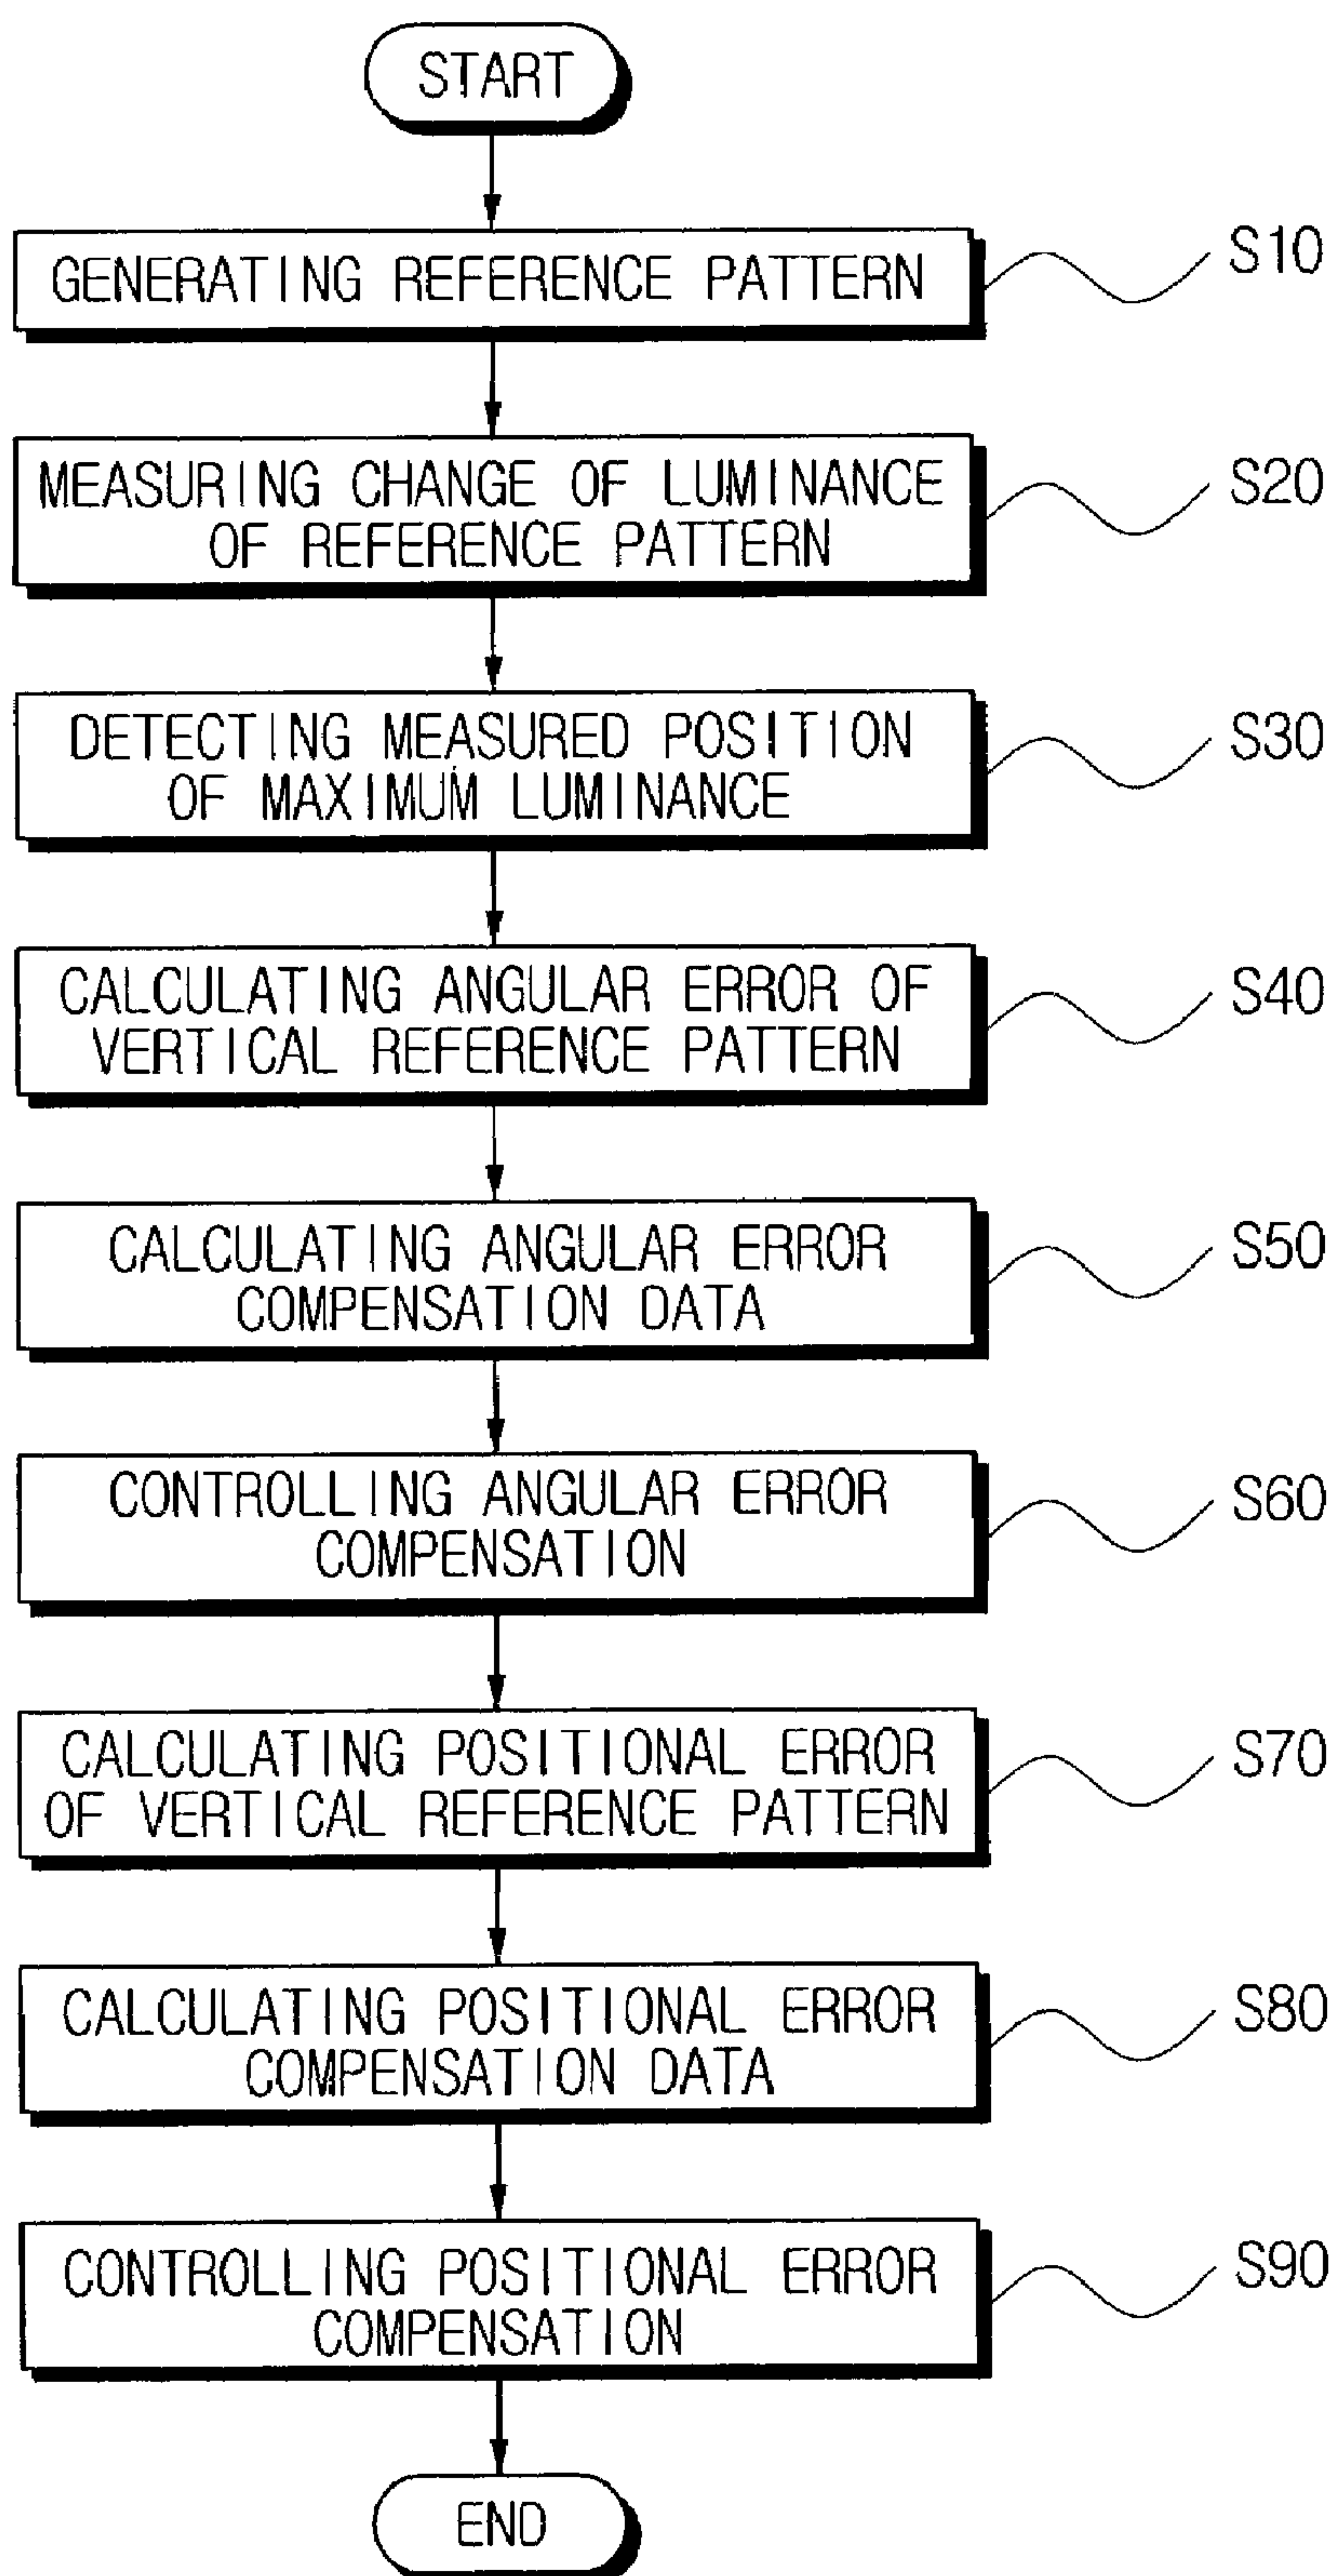 START
GENERATING REFERENCE PATTERN
S10
MEASURING CHANGE OF LUMINANCE
OF REFERENCE PATTERN
S20
DETECTING MEASURED POSITION
OF MAXIMUM LUMINANCE
S30
CALCULATING ANGULAR ERROR OF
VERTICAL REFERENCE PATTERN
S40
CALCULATING ANGULAR ERROR
COMPENSATION DATA
S50
CONTROLLING ANGULAR ERROR
COMPENSATION
S60
CALCULATING POSITIONAL ERROR
OF VERTICAL REFERENCE PATTERN
S70
CALCULATING POSITIONAL ERROR
COMPENSATION DATA
S80
CONTROLLING POSITIONAL ERROR
COMPENSATION
S90
END